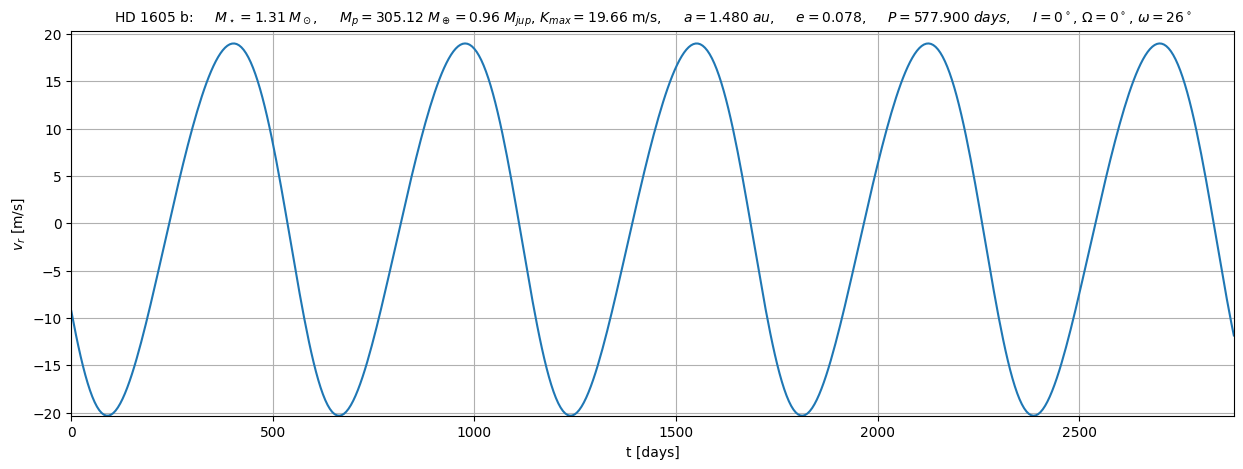 HD 1605 b: M⋆ = 1.31 M⊙, Mp = 305.12 M⊕ = 0.96 Mjup, Kmax = 19.66 m/s, a = 1.480 au, e = 0.078, P = 577.900 days, I = 0°, Ω = 0°, ω = 26°
20
15
10
5
0
−5
−10
−15
−20
vr [m/s]
0 500 1000 1500 2000 2500
t [days]